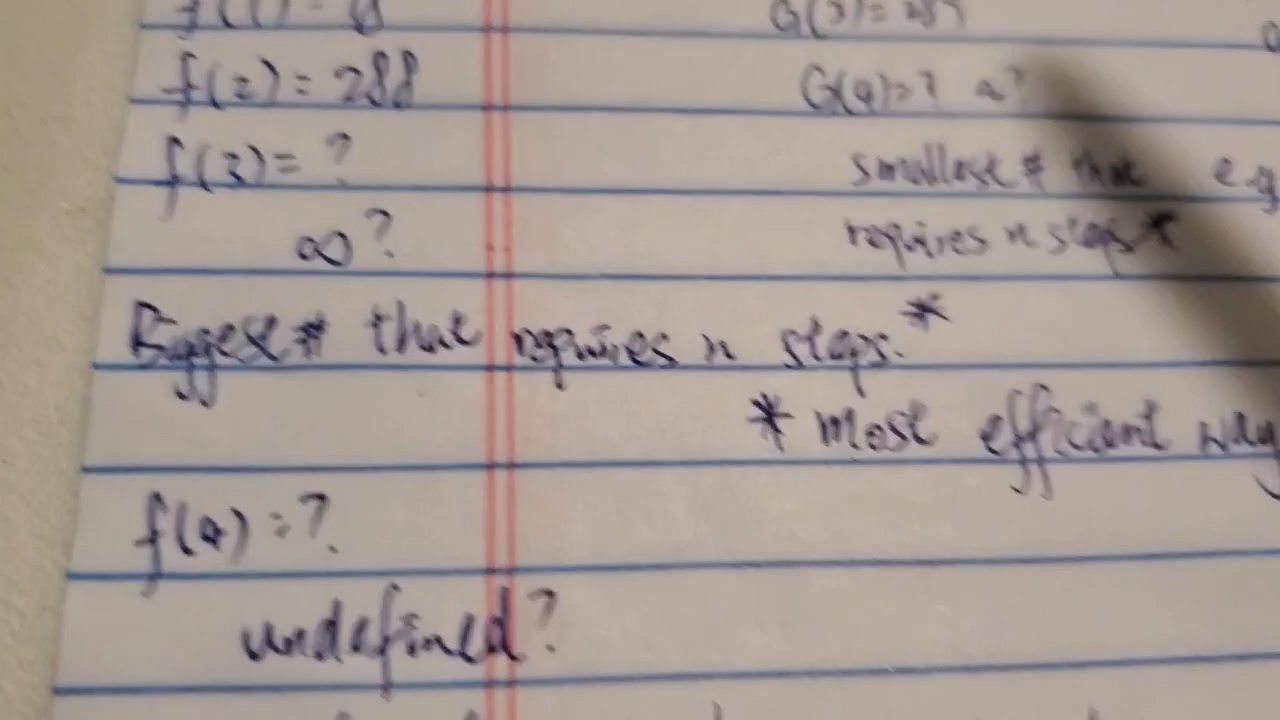 f(2) = 288
f(3) = ?
∞?
Biggest # that requires n steps.*
* most efficient way
f(4) = ?
undefined?
G(4) = ?
smallest # that e.g
requires n steps*